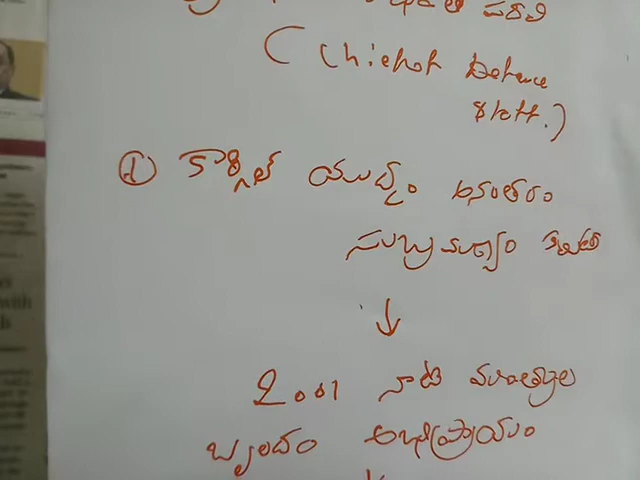 ( Chief of Defence
Staff.)
① కార్గిల్ యుద్ధం అనంతరం
సుబ్రహ్మణ్యం కమిటీ
↓
2001 నాటి మంత్రుల
బృందం అభిప్రాయం